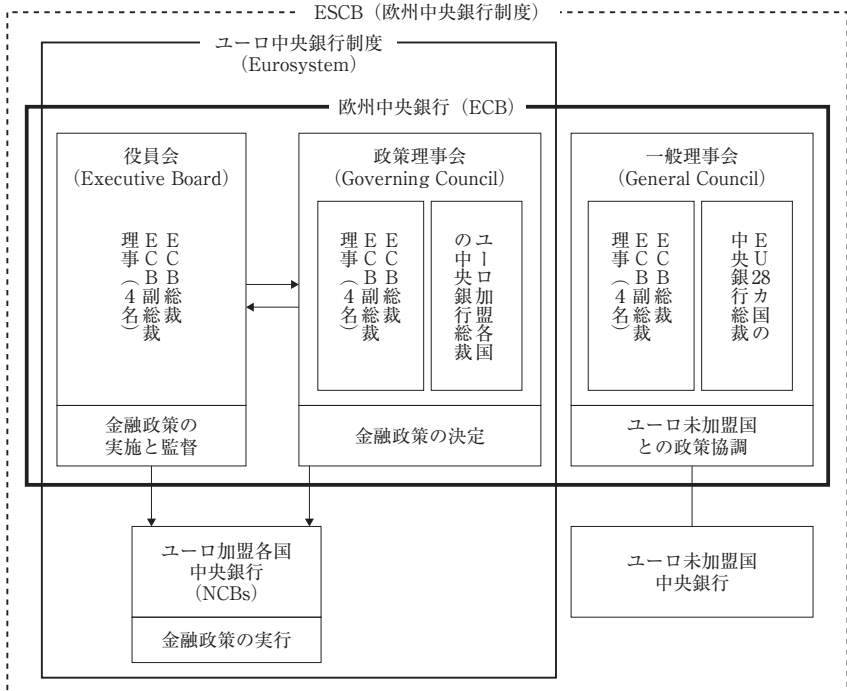 ESCB（欧州中央銀行制度）
ユーロ中央銀行制度
(Eurosystem)
欧州中央銀行（ECB）
役員会
(Executive Board)
ECB総裁
ECB副総裁
理事（4名）
金融政策の
実施と監督
政策理事会
(Governing Council)
ECB総裁
ECB副総裁
理事（4名）
ユーロ加盟各国
の中央銀行総裁
金融政策の決定
一般理事会
(General Council)
ECB総裁
ECB副総裁
理事（4名）
EU28カ国の
中央銀行総裁
ユーロ未加盟国
との政策協調
ユーロ加盟各国
中央銀行
(NCBs)
金融政策の実行
ユーロ未加盟国
中央銀行